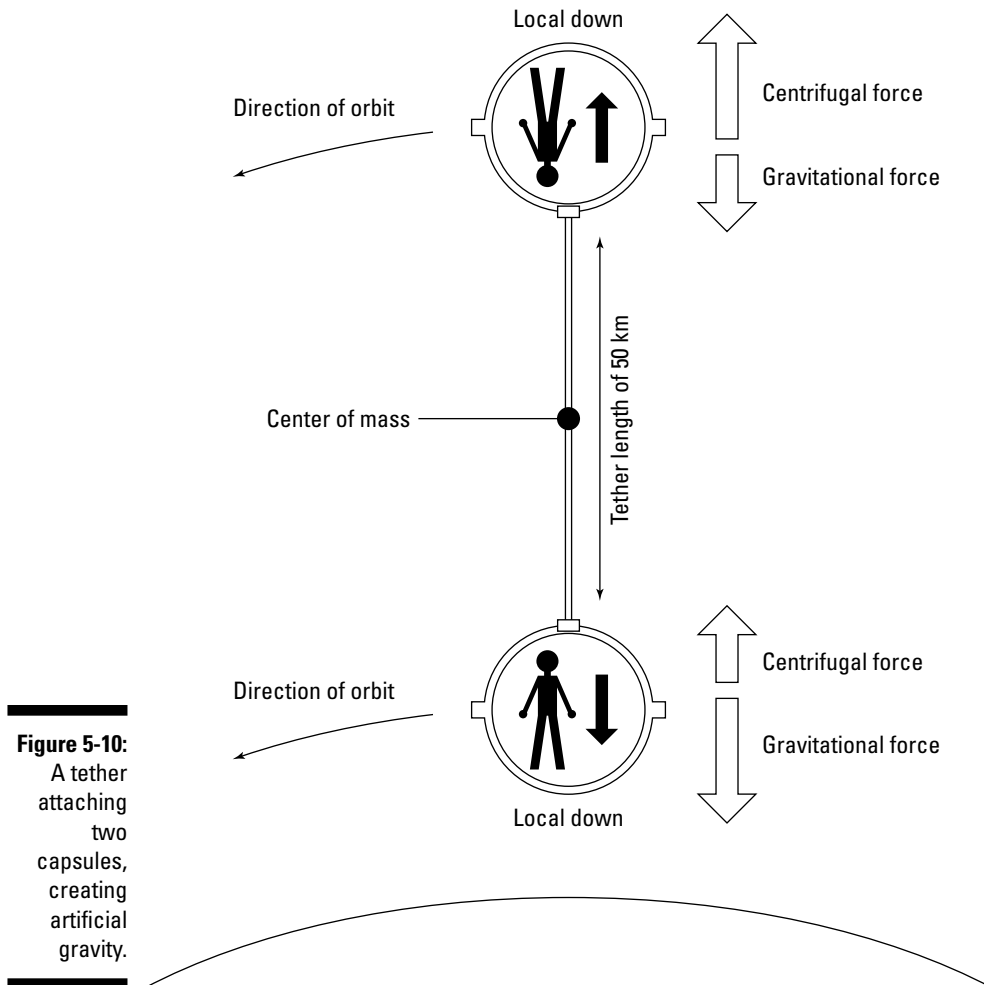 Local down
Direction of orbit
Centrifugal force
Gravitational force
Center of mass
Tether length of 50 km
Centrifugal force
Direction of orbit
Gravitational force
Local down
Figure 5-10:
A tether
attaching
two
capsules,
creating
artificial
gravity.